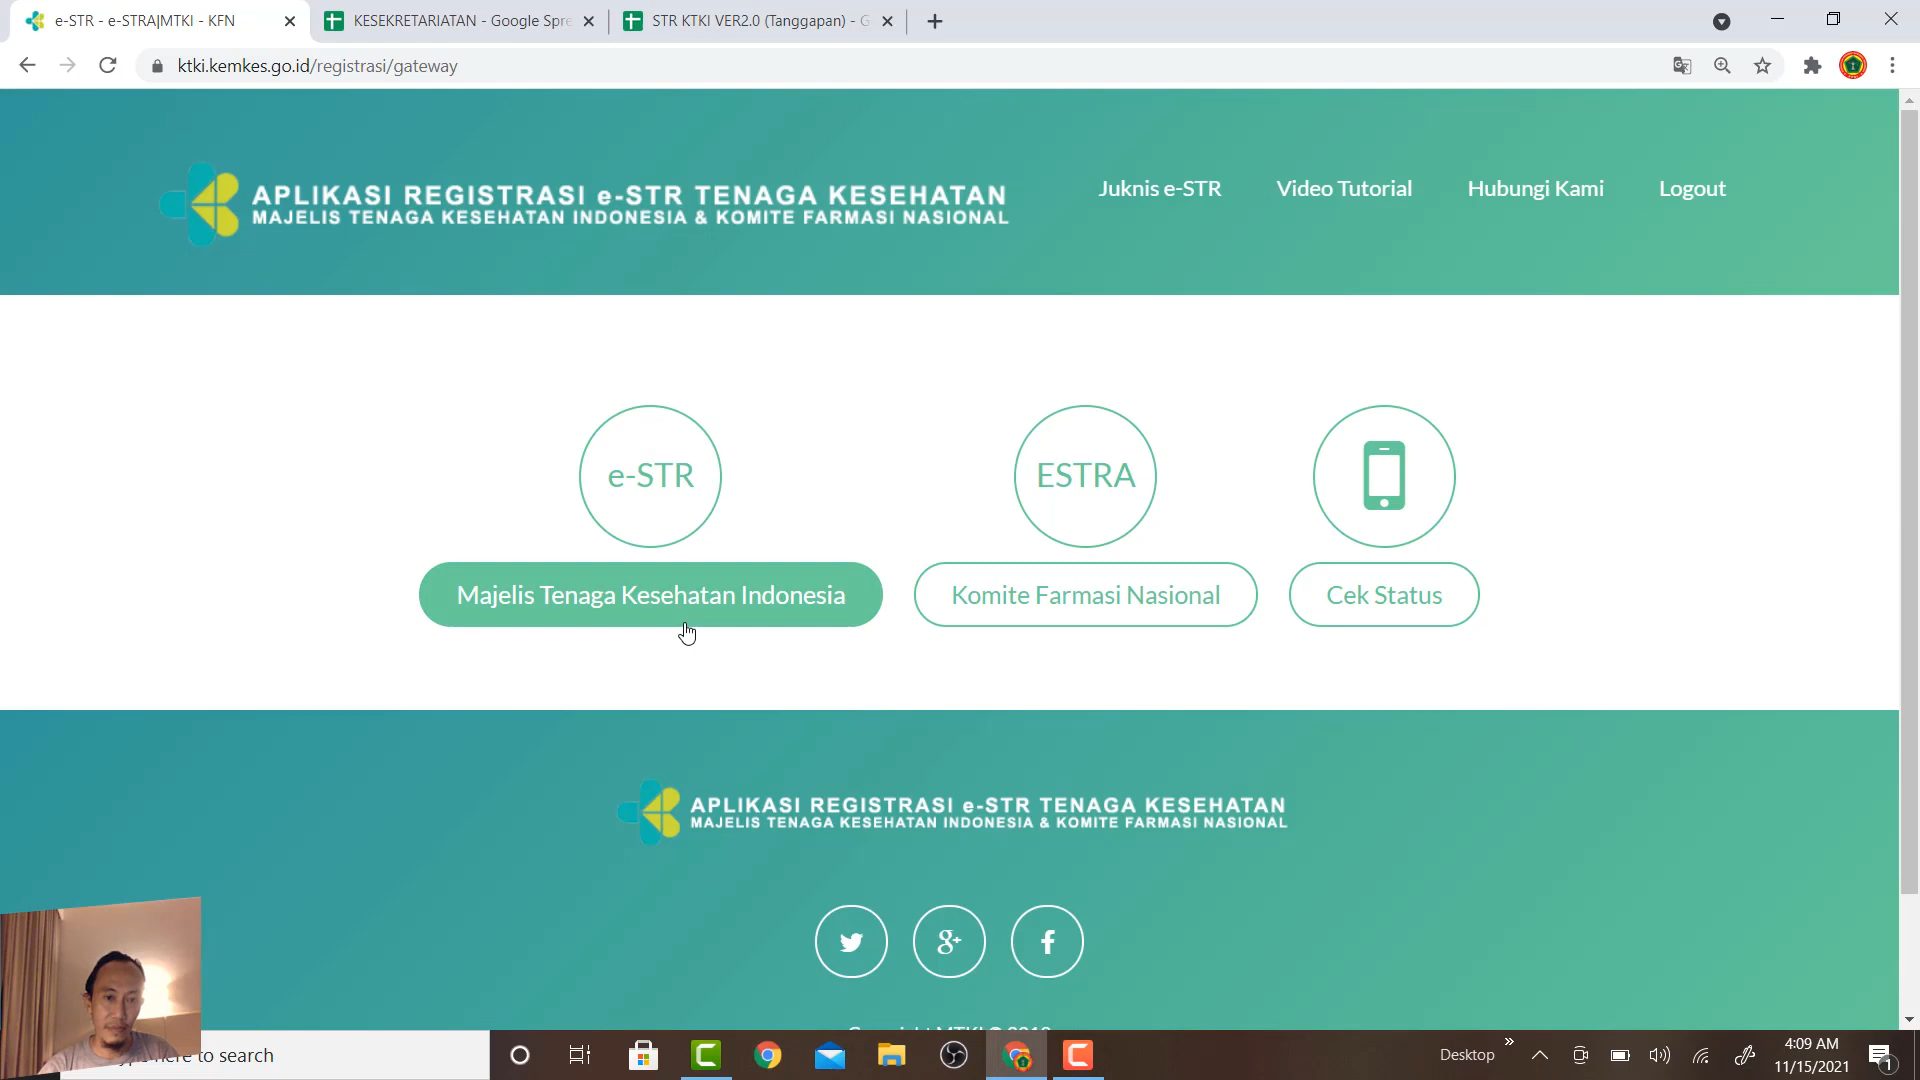 e-STR - e-STRA|MTKI - KFN
KESEKRETARIATAN - Google Spre
STR KTKI VER2.0 (Tanggapan) - G
ktki.kemkes.go.id/registrasi/gateway
APLIKASI REGISTRASI e-STR TENAGA KESEHATAN
MAJELIS TENAGA KESEHATAN INDONESIA & KOMITE FARMASI NASIONAL
Juknis e-STR
Video Tutorial
Hubungi Kami
Logout
e-STR
ESTRA
Majelis Tenaga Kesehatan Indonesia
Komite Farmasi Nasional
Cek Status
APLIKASI REGISTRASI e-STR TENAGA KESEHATAN
MAJELIS TENAGA KESEHATAN INDONESIA & KOMITE FARMASI NASIONAL
here to search
Desktop
4:09 AM
11/15/2021
1